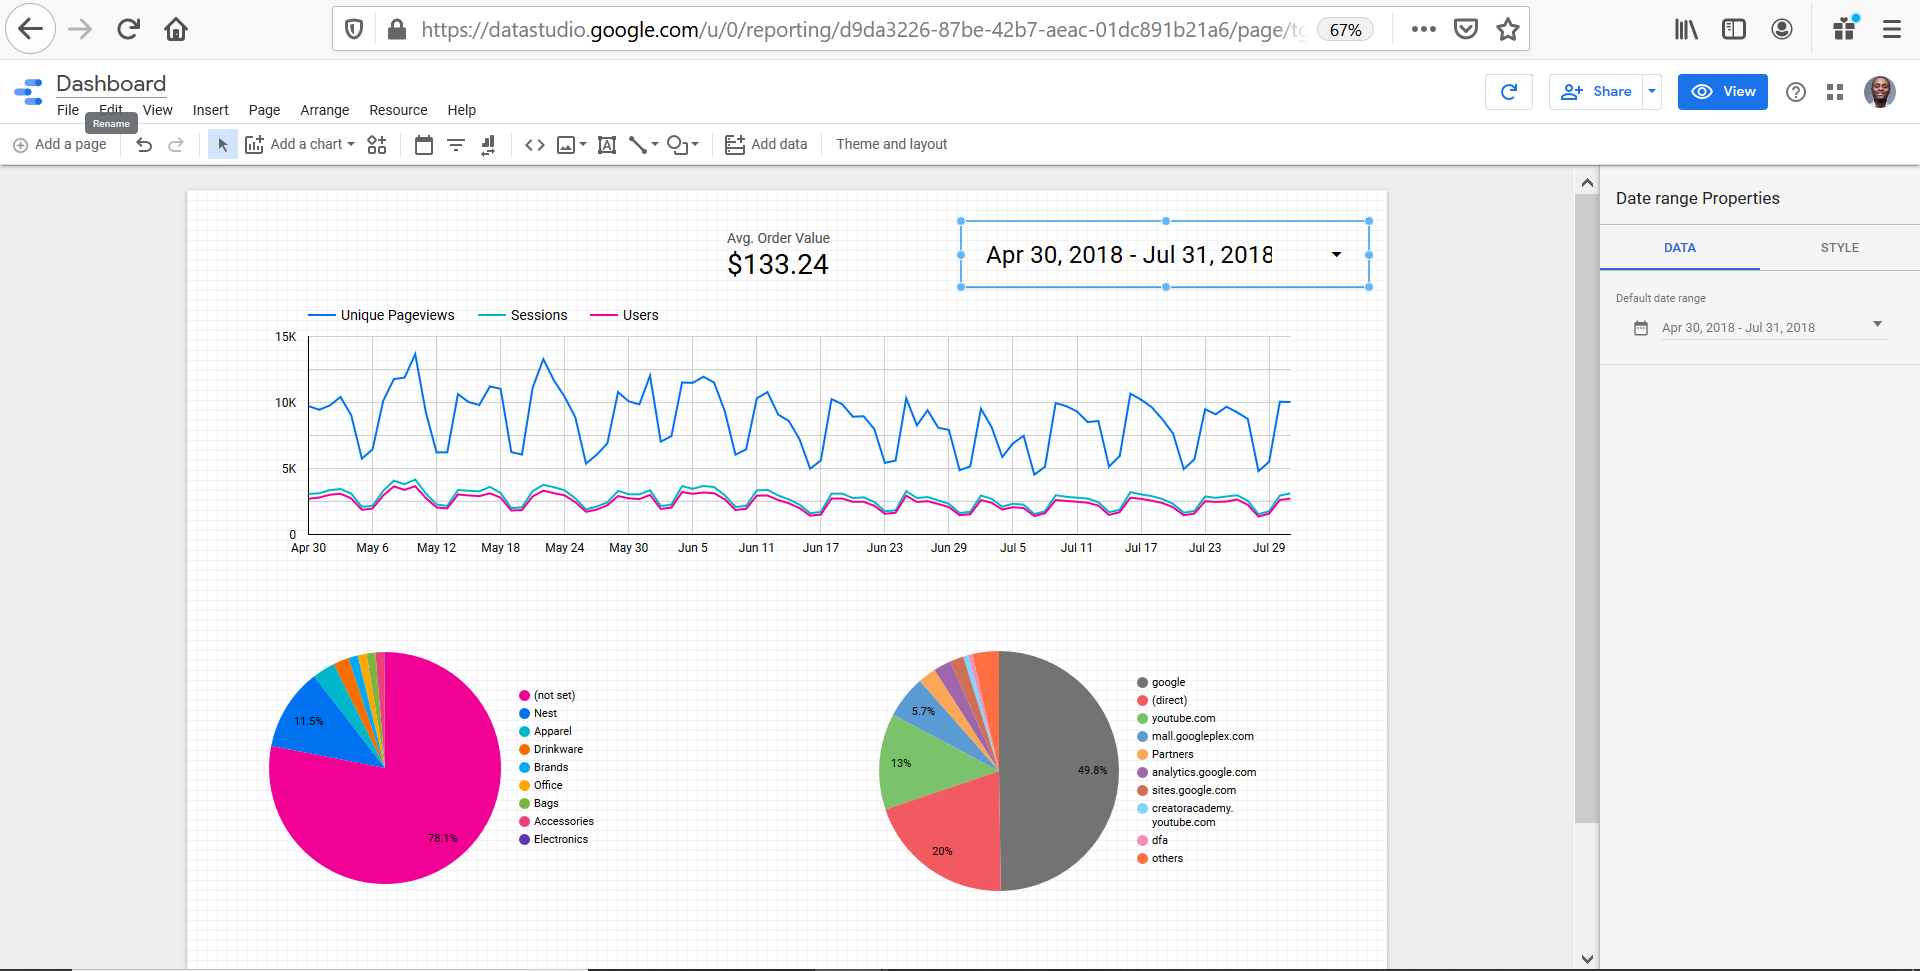 https://datastudio.google.com/u/0/reporting/d9da3226-87be-42b7-aeac-01dc891b21a6/page/
67%
Dashboard
File Edit View Insert Page Arrange Resource Help
Rename
Share
View
Add a page
Add a chart
Add data
Theme and layout
Avg. Order Value
$133.24
Apr 30, 2018 - Jul 31, 2018
Unique Pageviews Sessions Users
15K
10K
5K
0
Apr 30 May 6 May 12 May 18 May 24 May 30 Jun 5 Jun 11 Jun 17 Jun 23 Jun 29 Jul 5 Jul 11 Jul 17 Jul 23 Jul 29
11.5%
78.1%
(not set)
Nest
Apparel
Drinkware
Brands
Office
Bags
Accessories
Electronics
5.7%
13%
49.8%
20%
google
(direct)
youtube.com
mall.googleplex.com
Partners
analytics.google.com
sites.google.com
creatoracademy.
youtube.com
dfa
others
Date range Properties
DATA STYLE
Default date range
Apr 30, 2018 - Jul 31, 2018